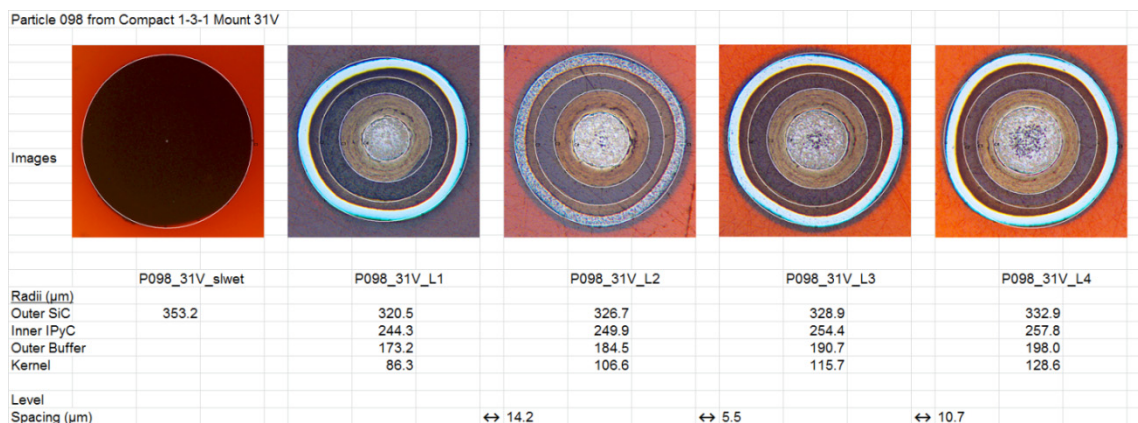 Particle 098 from Compact 1-3-1 Mount 31V
Images
P098_31V_slwet P098_31V_L1 P098_31V_L2 P098_31V_L3 P098_31V_L4
Radii (µm)
Outer SiC 353.2 320.5 326.7 328.9 332.9
Inner IPyC 244.3 249.9 254.4 257.8
Outer Buffer 173.2 184.5 190.7 198.0
Kernel 86.3 106.6 115.7 128.6
Level
Spacing (µm) ↔ 14.2 ↔ 5.5 ↔ 10.7